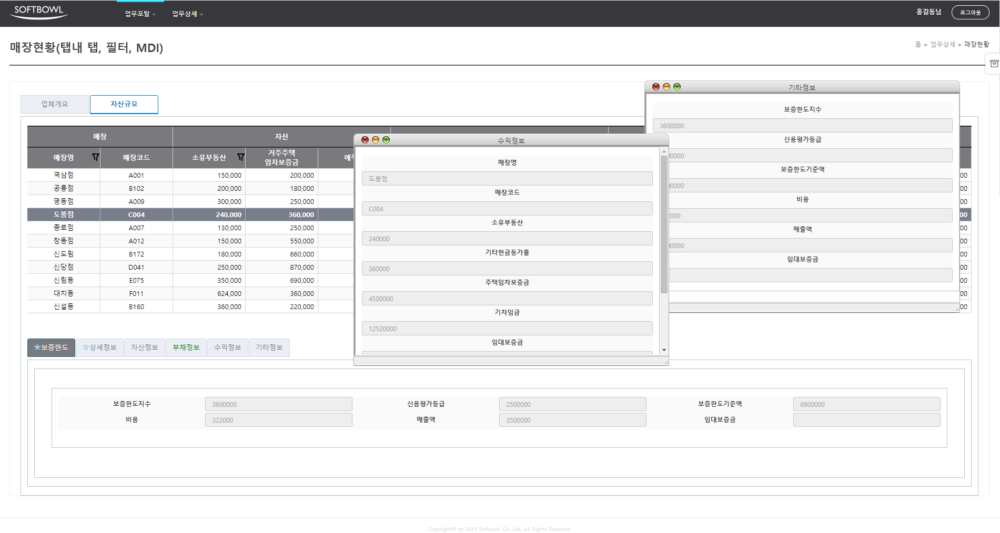 SOFTBOWL
업무포탈
업무상세
홍길동님
로그아웃
매장현황(탭내 탭, 필터, MDI)
홈 > 업무상세 > 매장현황
업체개요
자산규모
매장
자산
매장명
매장코드
소유부동산
거주주택
임차보증금
역삼점 A001 150,000 200,000 00
공릉점 B102 200,000 180,000 00
명동점 A009 300,000 250,000 00
도봉점 C004 240,000 360,000 00
종로점 A007 130,000 250,000 00
창동점 A012 150,000 550,000 00
신도림 B172 180,000 660,000 00
신당점 D041 250,000 870,000 00
신림동 E075 350,000 690,000 00
대치동 F011 624,000 360,000 00
신설동 B160 360,000 220,000 00
기타정보
보증한도지수
3600000
신용평가등급
보증한도기준액
비용
매출액
임대보증금
수익정보
매장명
도봉점
매장코드
C004
소유부동산
240000
기타현금등가물
360000
주택임차보증금
4500000
기차임금
12520000
임대보증금
★보증한도
☆상세정보
자산정보
부채정보
수익정보
기타정보
보증한도지수 3600000 신용평가등급 2500000 보증한도기준액 6900000
비용 322000 매출액 3500000 임대보증금
Copyright© by 2015 Softbowl. Co. Ltd., All Rights Reserved.